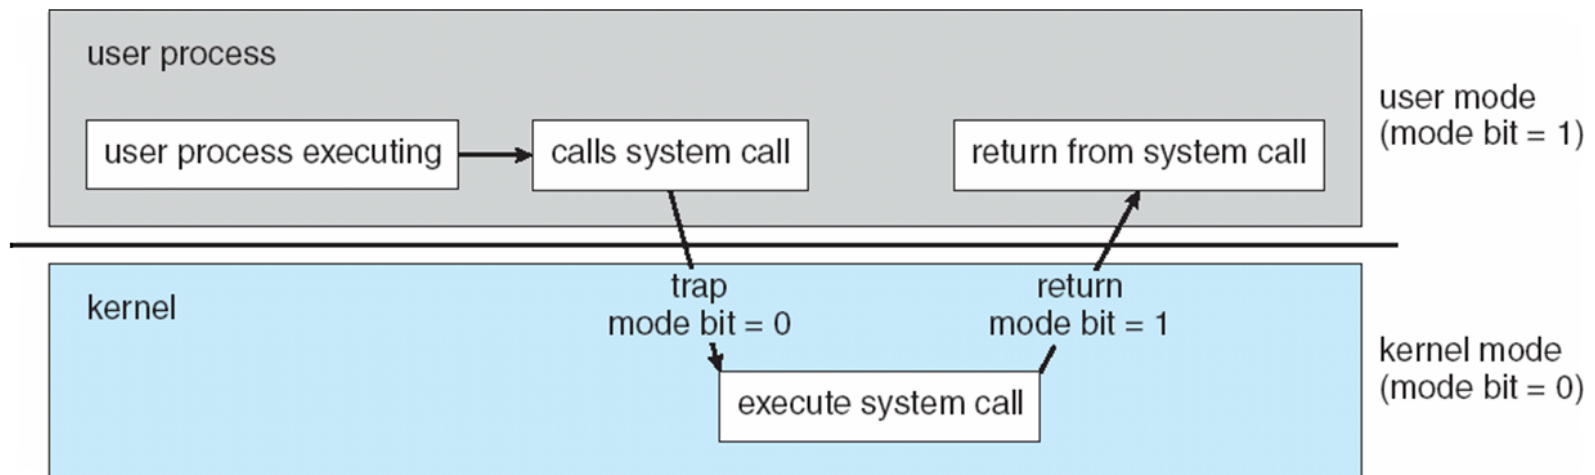 user process
user process executing
calls system call
return from system call
user mode
(mode bit = 1)
kernel
trap
mode bit = 0
return
mode bit = 1
execute system call
kernel mode
(mode bit = 0)